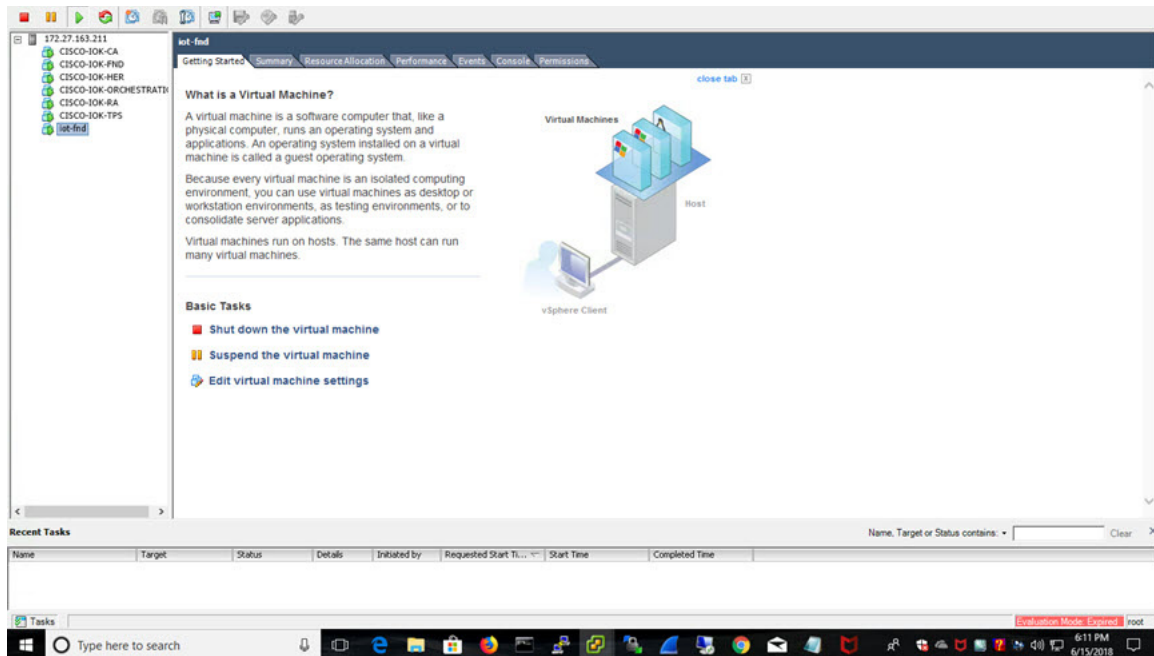 172.27.163.211
CISCO-IOK-CA
CISCO-IOK-FND
CISCO-IOK-HER
CISCO-IOK-ORCHESTRATI
CISCO-IOK-RA
CISCO-IOK-TPS
iot-fnd
iot-fnd
Getting Started Summary Resource Allocation Performance Events Console Permissions
close tab
What is a Virtual Machine?
A virtual machine is a software computer that, like a
physical computer, runs an operating system and
applications. An operating system installed on a virtual
machine is called a guest operating system.
Because every virtual machine is an isolated computing
environment, you can use virtual machines as desktop or
workstation environments, as testing environments, or to
consolidate server applications.
Virtual machines run on hosts. The same host can run
many virtual machines.
Virtual Machines
Host
vSphere Client
Basic Tasks
Shut down the virtual machine
Suspend the virtual machine
Edit virtual machine settings
Recent Tasks
Name, Target or Status contains: Clear
Name Target Status Details Initiated by Requested Start Ti... Start Time Completed Time
Tasks
Evaluation Mode: Expired root
Type here to search
6:11 PM
6/15/2018